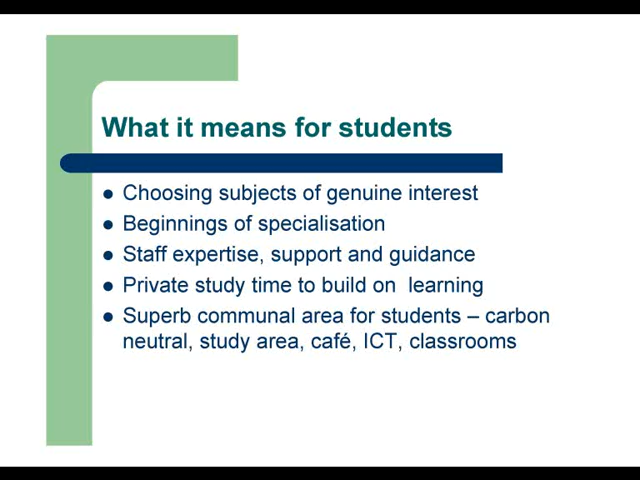 What it means for students
● Choosing subjects of genuine interest
● Beginnings of specialisation
● Staff expertise, support and guidance
● Private study time to build on  learning
● Superb communal area for students – carbon
neutral, study area, café, ICT, classrooms